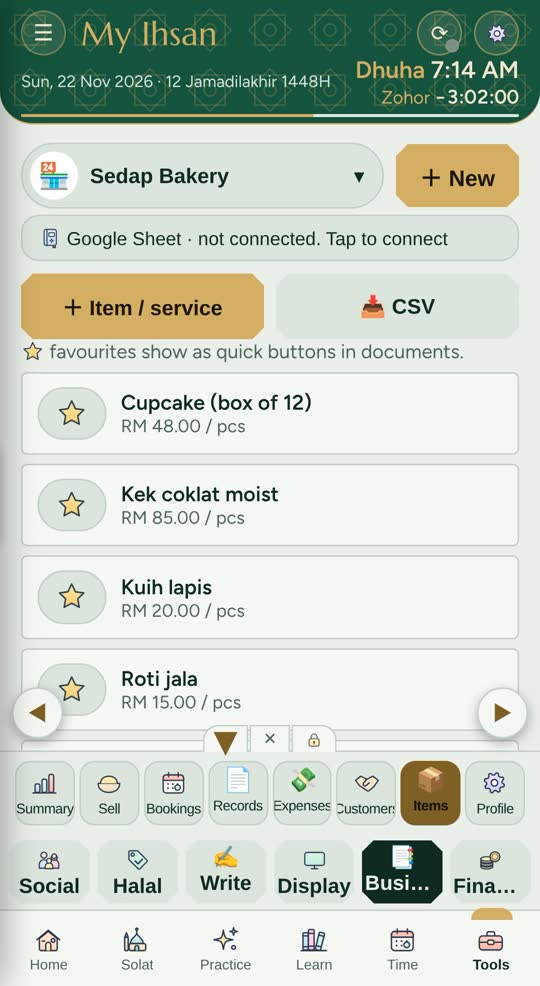 My Ihsan
Sun, 22 Nov 2026 · 12 Jamadilakhir 1448H
Dhuha 7:14 AM
Zohor −3:02:00
24
Sedap Bakery ▼
+ New
Google Sheet · not connected. Tap to connect
+ Item / service
CSV
favourites show as quick buttons in documents.
Cupcake (box of 12)
RM 48.00 / pcs
Kek coklat moist
RM 85.00 / pcs
Kuih lapis
RM 20.00 / pcs
Roti jala
RM 15.00 / pcs
Summary
Sell
Bookings
Records
Expenses
Customers
Items
Profile
Social
Halal
Write
Display
Busi...
Fina...
Home
Solat
Practice
Learn
Time
Tools